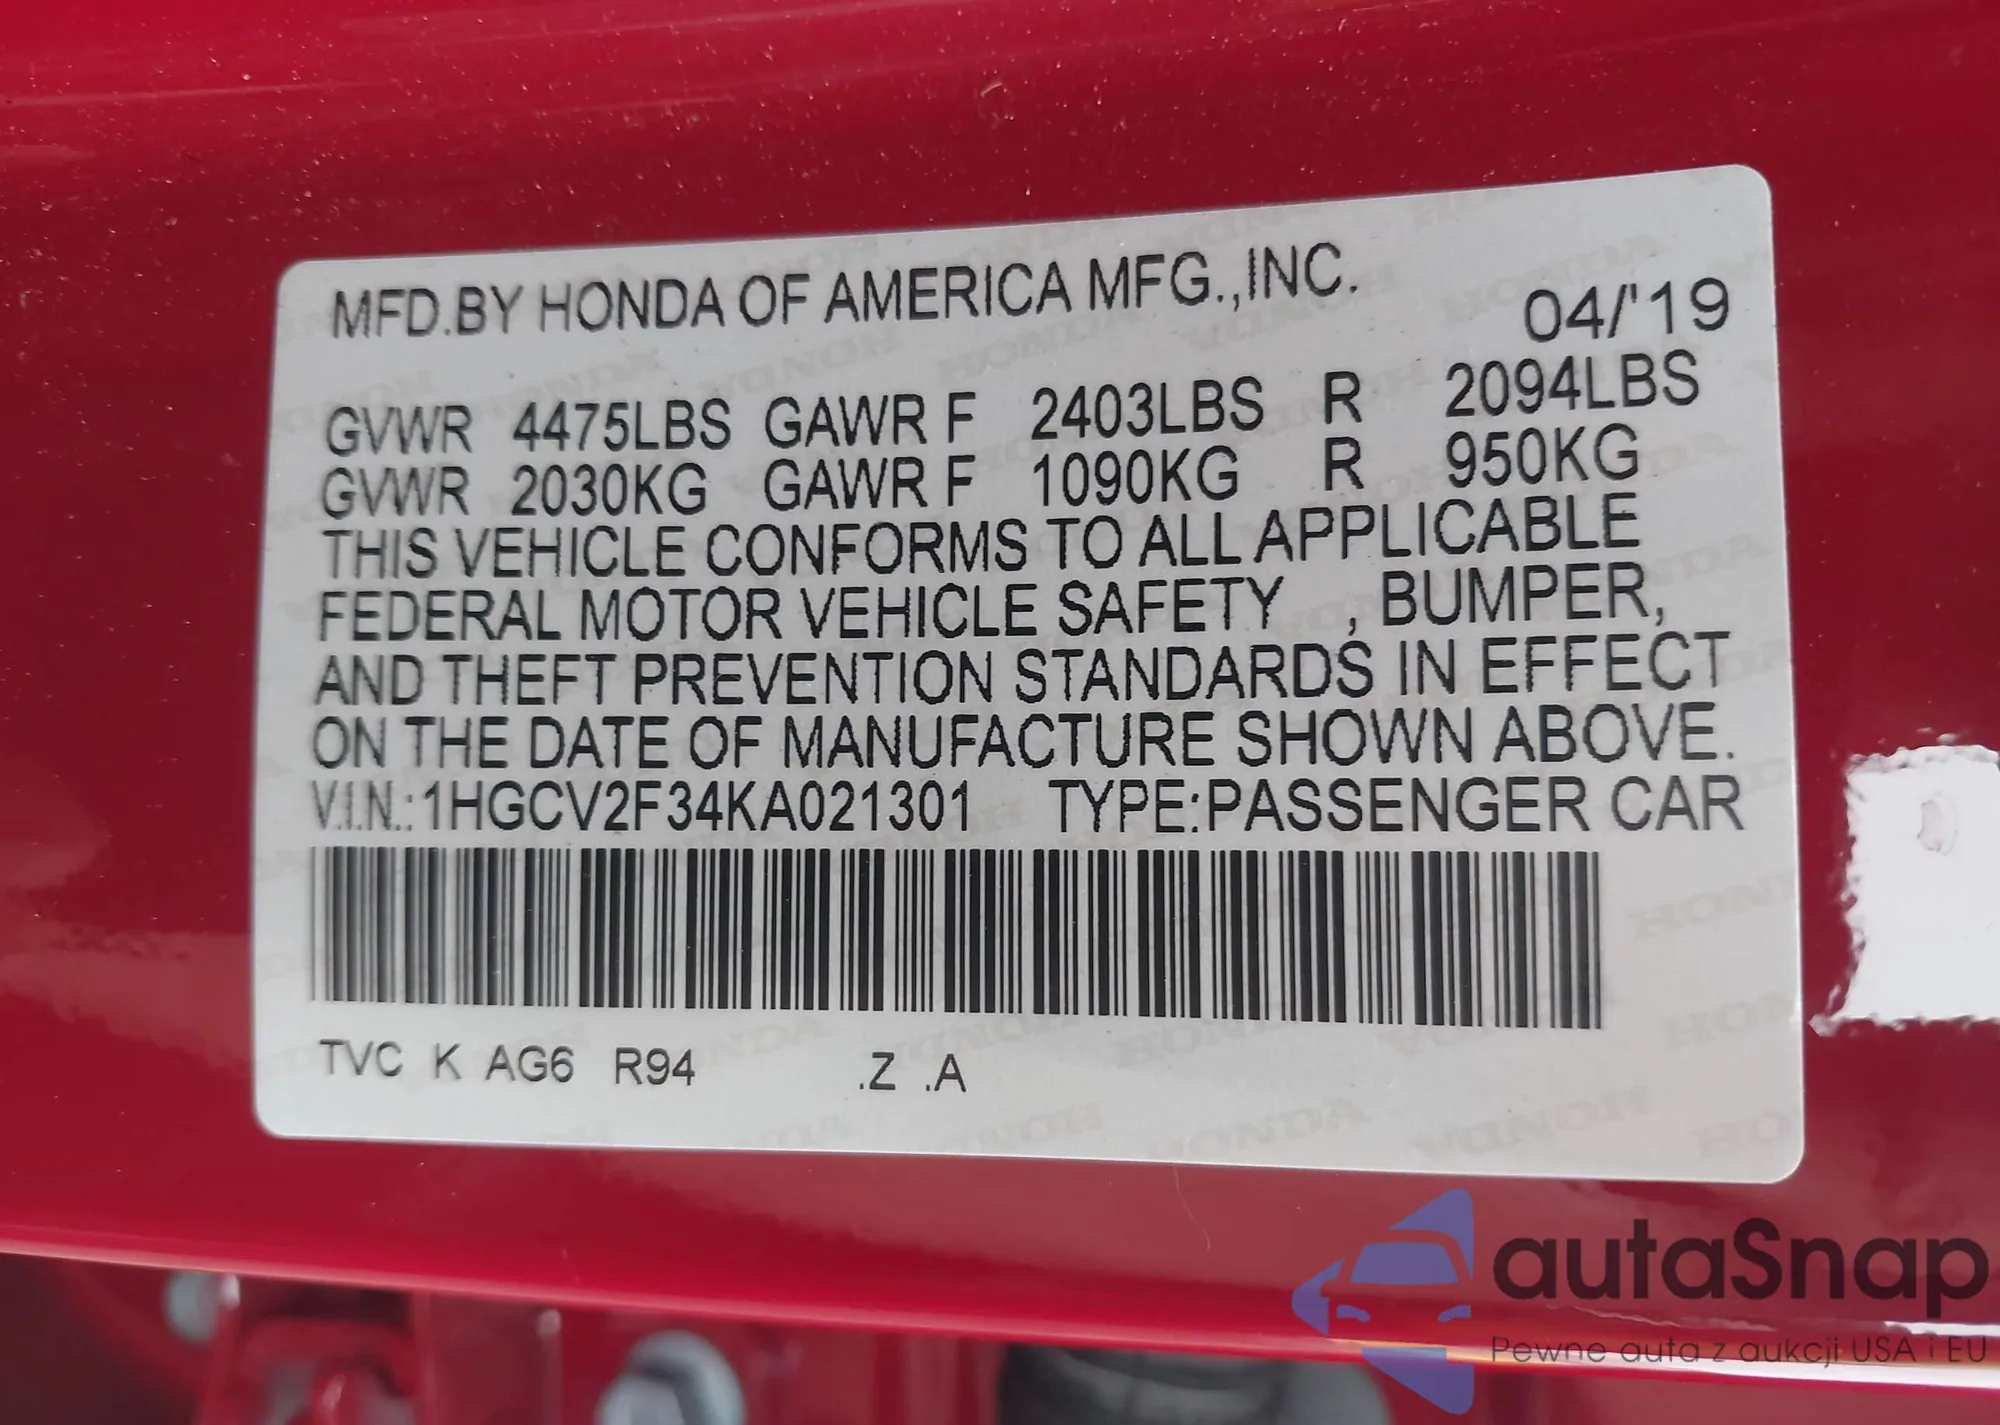 MFD.BY HONDA OF AMERICA MFG.,INC.
04/'19
GVWR 4475LBS GAWR F 2403LBS R 2094LBS
GVWR 2030KG GAWR F 1090KG R 950KG
THIS VEHICLE CONFORMS TO ALL APPLICABLE
FEDERAL MOTOR VEHICLE SAFETY , BUMPER,
AND THEFT PREVENTION STANDARDS IN EFFECT
ON THE DATE OF MANUFACTURE SHOWN ABOVE.
V.I.N.:1HGCV2F34KA021301 TYPE:PASSENGER CAR
TVC K AG6 R94 .Z .A
autaSnap
Pewne auta z aukcji USA i EU